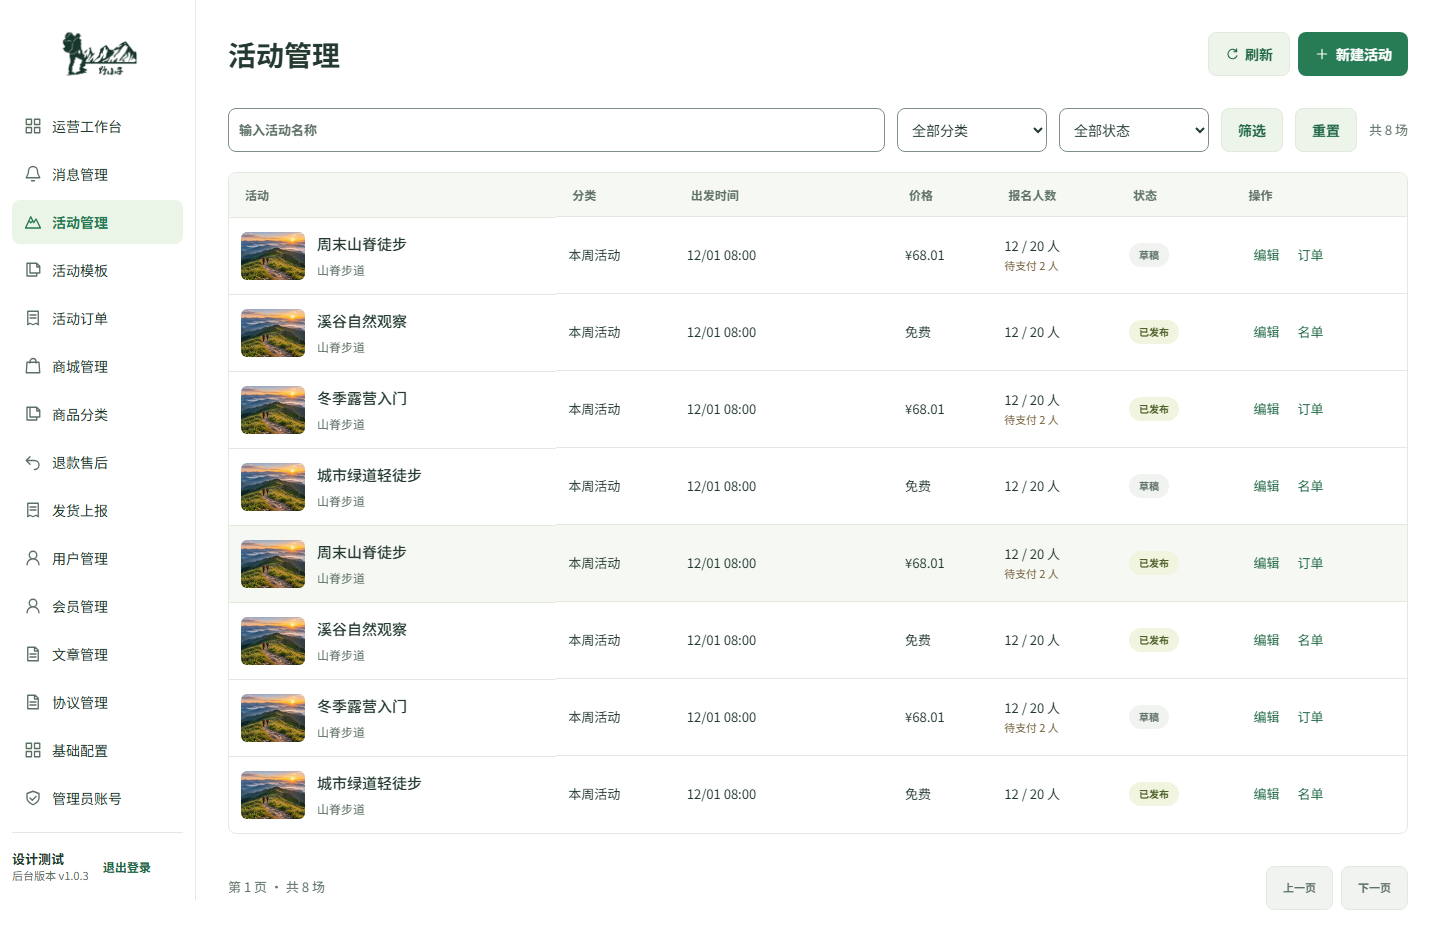 运营工作台
消息管理
活动管理
活动模板
活动订单
商城管理
商品分类
退款售后
发货上报
用户管理
会员管理
文章管理
协议管理
基础配置
管理员账号
设计测试
后台版本 v1.0.3
退出登录
活动管理
刷新
新建活动
输入活动名称
全部分类
全部状态
筛选
重置
共 8 场
活动 分类 出发时间 价格 报名人数 状态 操作
周末山脊徒步
山脊步道
本周活动 12/01 08:00 ¥68.01
12 / 20 人
待支付 2 人
草稿 编辑 订单
溪谷自然观察
山脊步道
本周活动 12/01 08:00 免费 12 / 20 人 已发布 编辑 名单
冬季露营入门
山脊步道
本周活动 12/01 08:00 ¥68.01
12 / 20 人
待支付 2 人
已发布 编辑 订单
城市绿道轻徒步
山脊步道
本周活动 12/01 08:00 免费 12 / 20 人 草稿 编辑 名单
周末山脊徒步
山脊步道
本周活动 12/01 08:00 ¥68.01
12 / 20 人
待支付 2 人
已发布 编辑 订单
溪谷自然观察
山脊步道
本周活动 12/01 08:00 免费 12 / 20 人 已发布 编辑 名单
冬季露营入门
山脊步道
本周活动 12/01 08:00 ¥68.01
12 / 20 人
待支付 2 人
草稿 编辑 订单
城市绿道轻徒步
山脊步道
本周活动 12/01 08:00 免费 12 / 20 人 已发布 编辑 名单
第 1 页 · 共 8 场
上一页
下一页